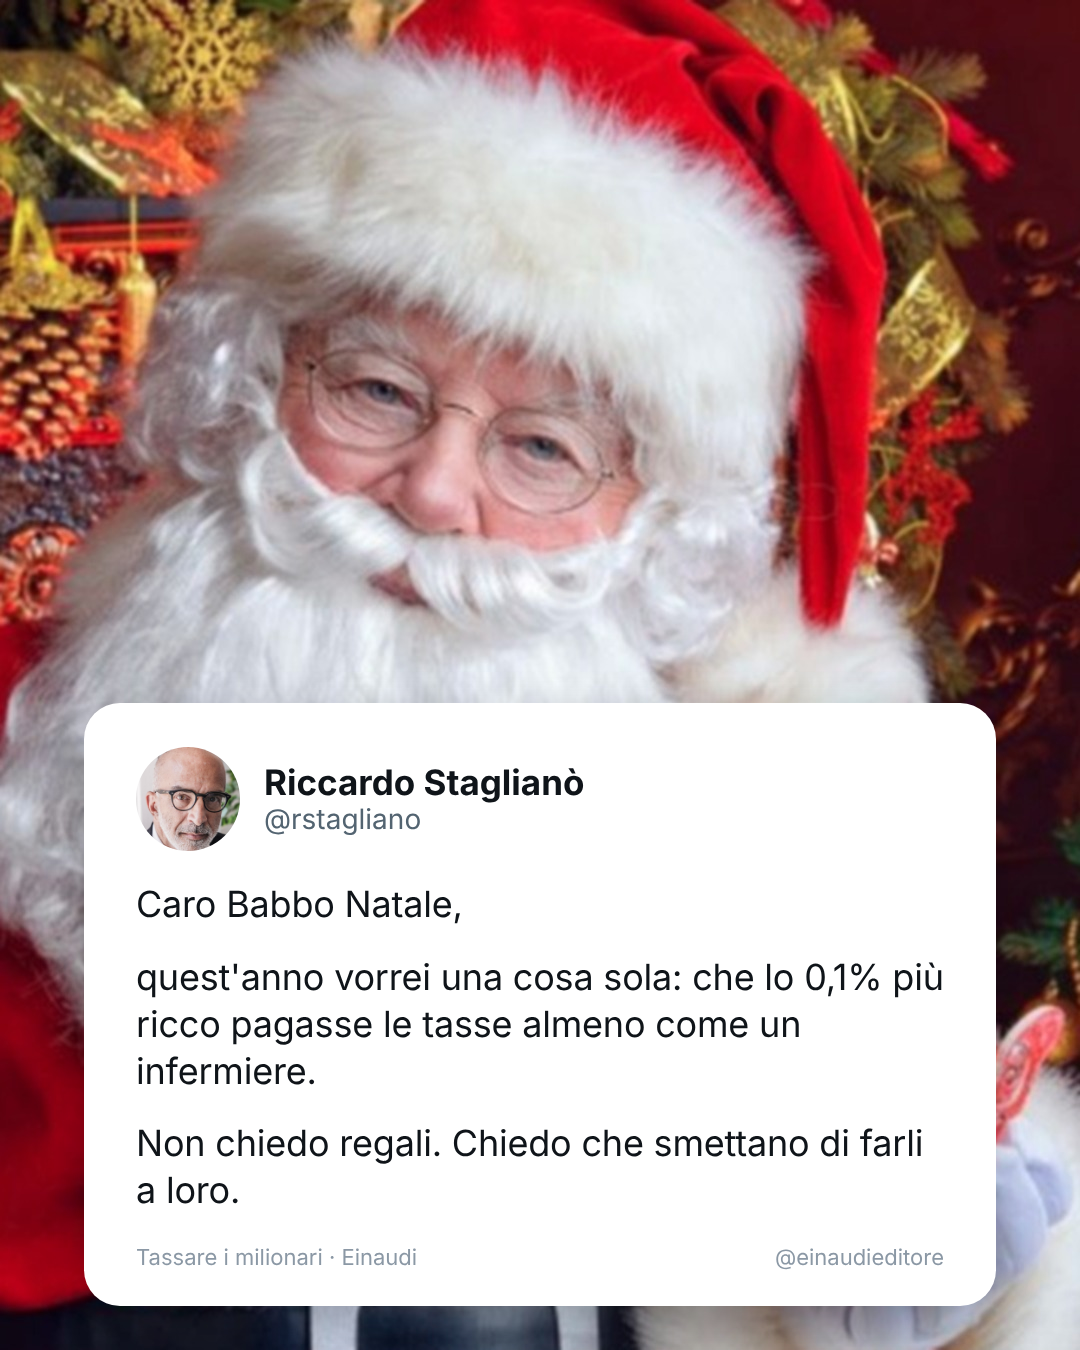 Riccardo Staglianò
@rstagliano
Caro Babbo Natale,
quest'anno vorrei una cosa sola: che lo 0,1% più
ricco pagasse le tasse almeno come un
infermiere.
Non chiedo regali. Chiedo che smettano di farli
a loro.
Tassare i milionari · Einaudi
@einaudieditore